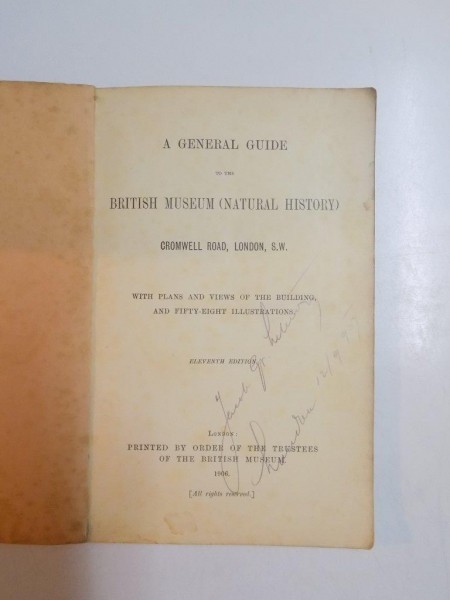 A GENERAL GUIDE
TO THE
BRITISH MUSEUM (NATURAL HISTORY)
CROMWELL ROAD, LONDON, S.W.
WITH PLANS AND VIEWS OF THE BUILDING,
AND FIFTY-EIGHT ILLUSTRATIONS.
ELEVENTH EDITION.
Jacob
London
LONDON:
PRINTED BY ORDER OF THE TRUSTEES
OF THE BRITISH MUSEUM.
1906.
[All rights reserved.]